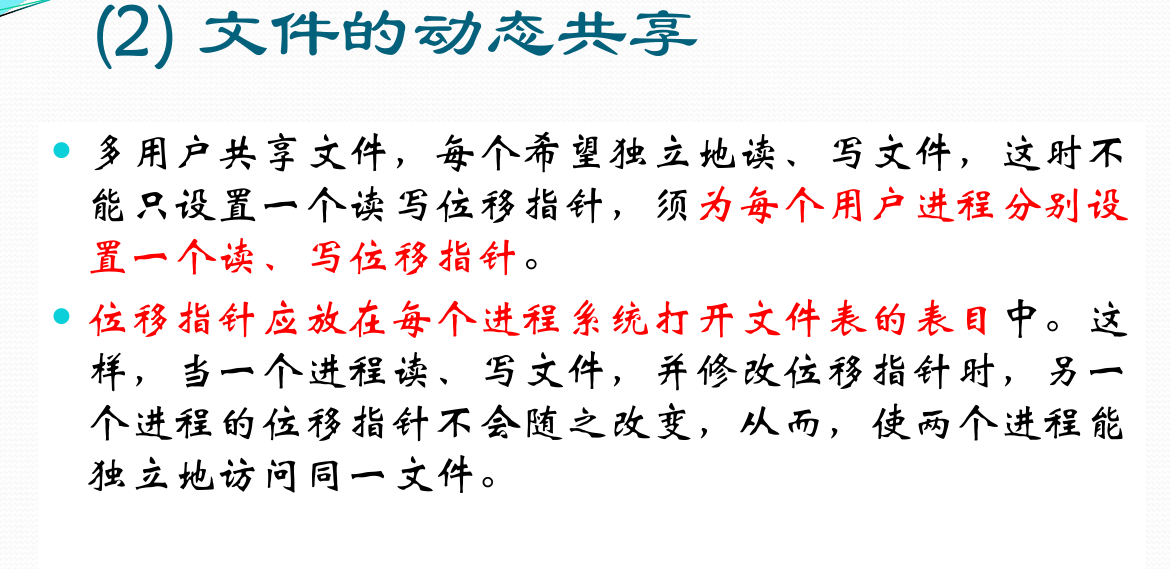 (2) 文件的动态共享
多用户共享文件，每个希望独立地读、写文件，这时不
能只设置一个读写位移指针，须为每个用户进程分别设
置一个读、写位移指针。
位移指针应放在每个进程系统打开文件表的表目中。这
样，当一个进程读、写文件，并修改位移指针时，另一
个进程的位移指针不会随之改变，从而，使两个进程能
独立地访问同一文件。